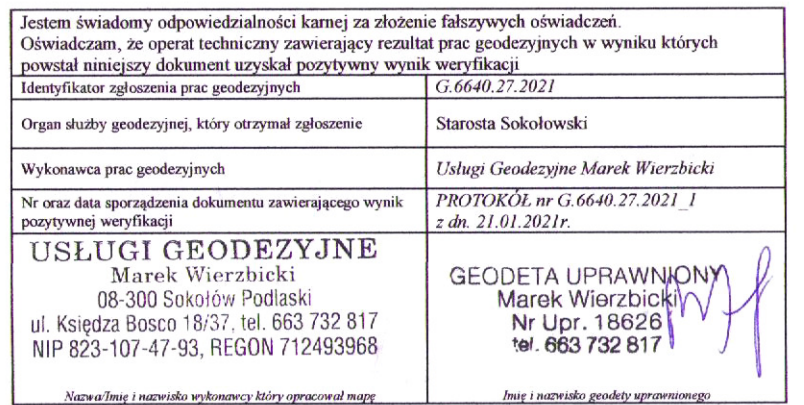 Jestem świadomy odpowiedzialności karnej za złożenie fałszywych oświadczeń.
Oświadczam, że operat techniczny zawierający rezultat prac geodezyjnych w wyniku których
powstał niniejszy dokument uzyskał pozytywny wynik weryfikacji
Identyfikator zgłoszenia prac geodezyjnych G.6640.27.2021
Organ służby geodezyjnej, który otrzymał zgłoszenie Starosta Sokołowski
Wykonawca prac geodezyjnych Usługi Geodezyjne Marek Wierzbicki
Nr oraz data sporządzenia dokumentu zawierającego wynik
pozytywnej weryfikacji
PROTOKÓŁ nr G.6640.27.2021_1
z dn. 21.01.2021r.
USŁUGI GEODEZYJNE
Marek Wierzbicki
08-300 Sokołów Podlaski
ul. Księdza Bosco 18/37, tel. 663 732 817
NIP 823-107-47-93, REGON 712493968
Nazwa/Imię i nazwisko wykonawcy który opracował mapę
GEODETA UPRAWNIONY
Marek Wierzbicki
Nr Upr. 18626
tel. 663 732 817
Imię i nazwisko geodety uprawnionego